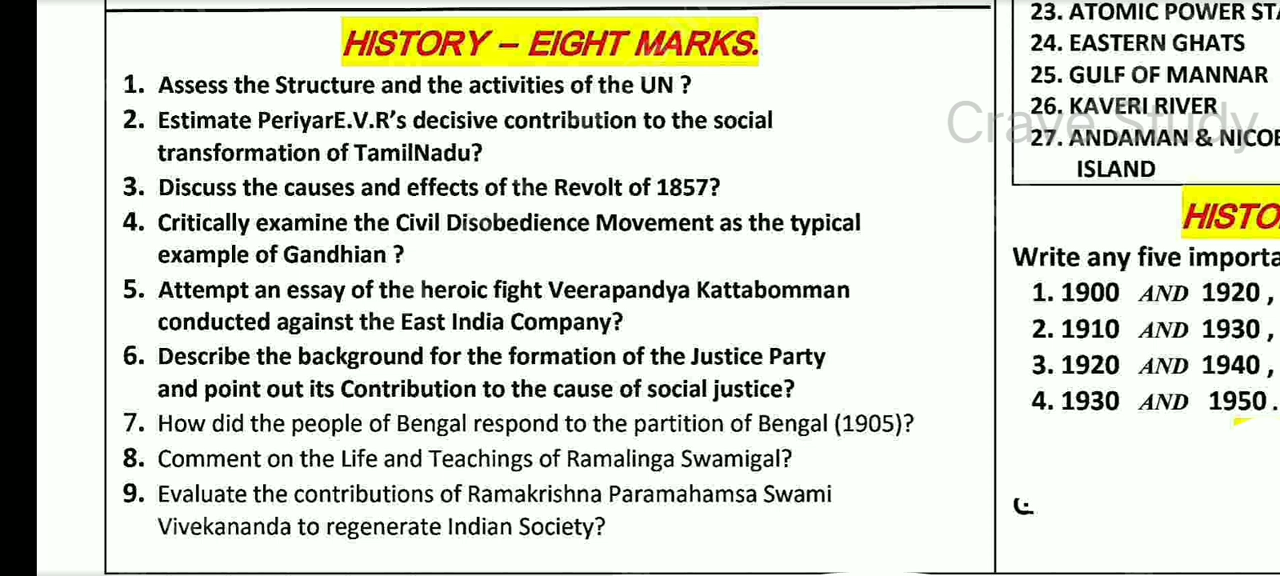 HISTORY – EIGHT MARKS.
1. Assess the Structure and the activities of the UN ?
2. Estimate PeriyarE.V.R’s decisive contribution to the social
transformation of TamilNadu?
3. Discuss the causes and effects of the Revolt of 1857?
4. Critically examine the Civil Disobedience Movement as the typical
example of Gandhian ?
5. Attempt an essay of the heroic fight Veerapandya Kattabomman
conducted against the East India Company?
6. Describe the background for the formation of the Justice Party
and point out its Contribution to the cause of social justice?
7. How did the people of Bengal respond to the partition of Bengal (1905)?
8. Comment on the Life and Teachings of Ramalinga Swamigal?
9. Evaluate the contributions of Ramakrishna Paramahamsa Swami
Vivekananda to regenerate Indian Society?
23. ATOMIC POWER STA
24. EASTERN GHATS
25. GULF OF MANNAR
26. KAVERI RIVER
27. ANDAMAN & NICOB
ISLAND
Crave Study
HISTO
Write any five importa
1. 1900 AND 1920 ,
2. 1910 AND 1930 ,
3. 1920 AND 1940 ,
4. 1930 AND 1950 .